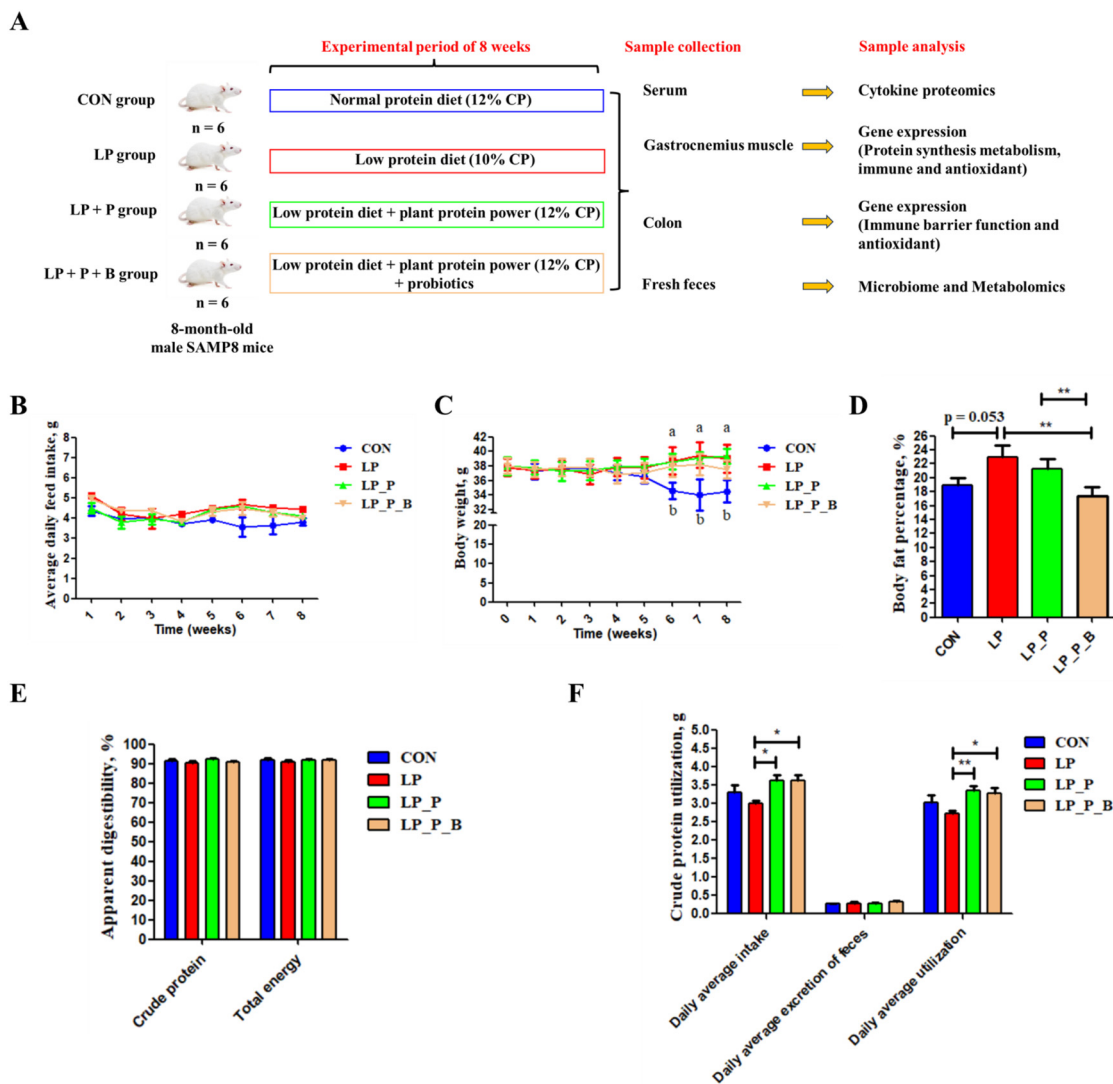 A
Experimental period of 8 weeks
Sample collection
Sample analysis
CON group
n = 6
Normal protein diet (12% CP)
Serum
Cytokine proteomics
LP group
n = 6
Low protein diet (10% CP)
Gastrocnemius muscle
Gene expression
(Protein synthesis metabolism,
immune and antioxidant)
LP + P group
n = 6
Low protein diet + plant protein power (12% CP)
Colon
Gene expression
(Immune barrier function and
antioxidant)
LP + P + B group
n = 6
Low protein diet + plant protein power (12% CP)
+ probiotics
Fresh feces
Microbiome and Metabolomics
8-month-old
male SAMP8 mice
B
Average daily feed intake, g
8
7
6
5
4
3
2
1
0
1 2 3 4 5 6 7 8
Time (weeks)
CON
LP
LP_P
LP_P_B
C
Body weight, g
42
40
38
36
34
32
20
15
10
5
0
a a a
b b b
0 1 2 3 4 5 6 7 8
Time (weeks)
CON
LP
LP_P
LP_P_B
D
Body fat percentage, %
26
24
22
20
18
16
14
12
10
8
6
4
2
0
p = 0.053
**
**
CON
LP
LP_P
LP_P_B
E
Apparent digestibility, %
100
90
80
70
60
50
40
30
20
10
0
Crude protein
Total energy
CON
LP
LP_P
LP_P_B
F
Crude protein utilization, g
5.0
4.5
4.0
3.5
3.0
2.5
2.0
1.5
1.0
0.5
0.0
*
*
*
**
Daily average intake
Daily average excretion of feces
Daily average utilization
CON
LP
LP_P
LP_P_B